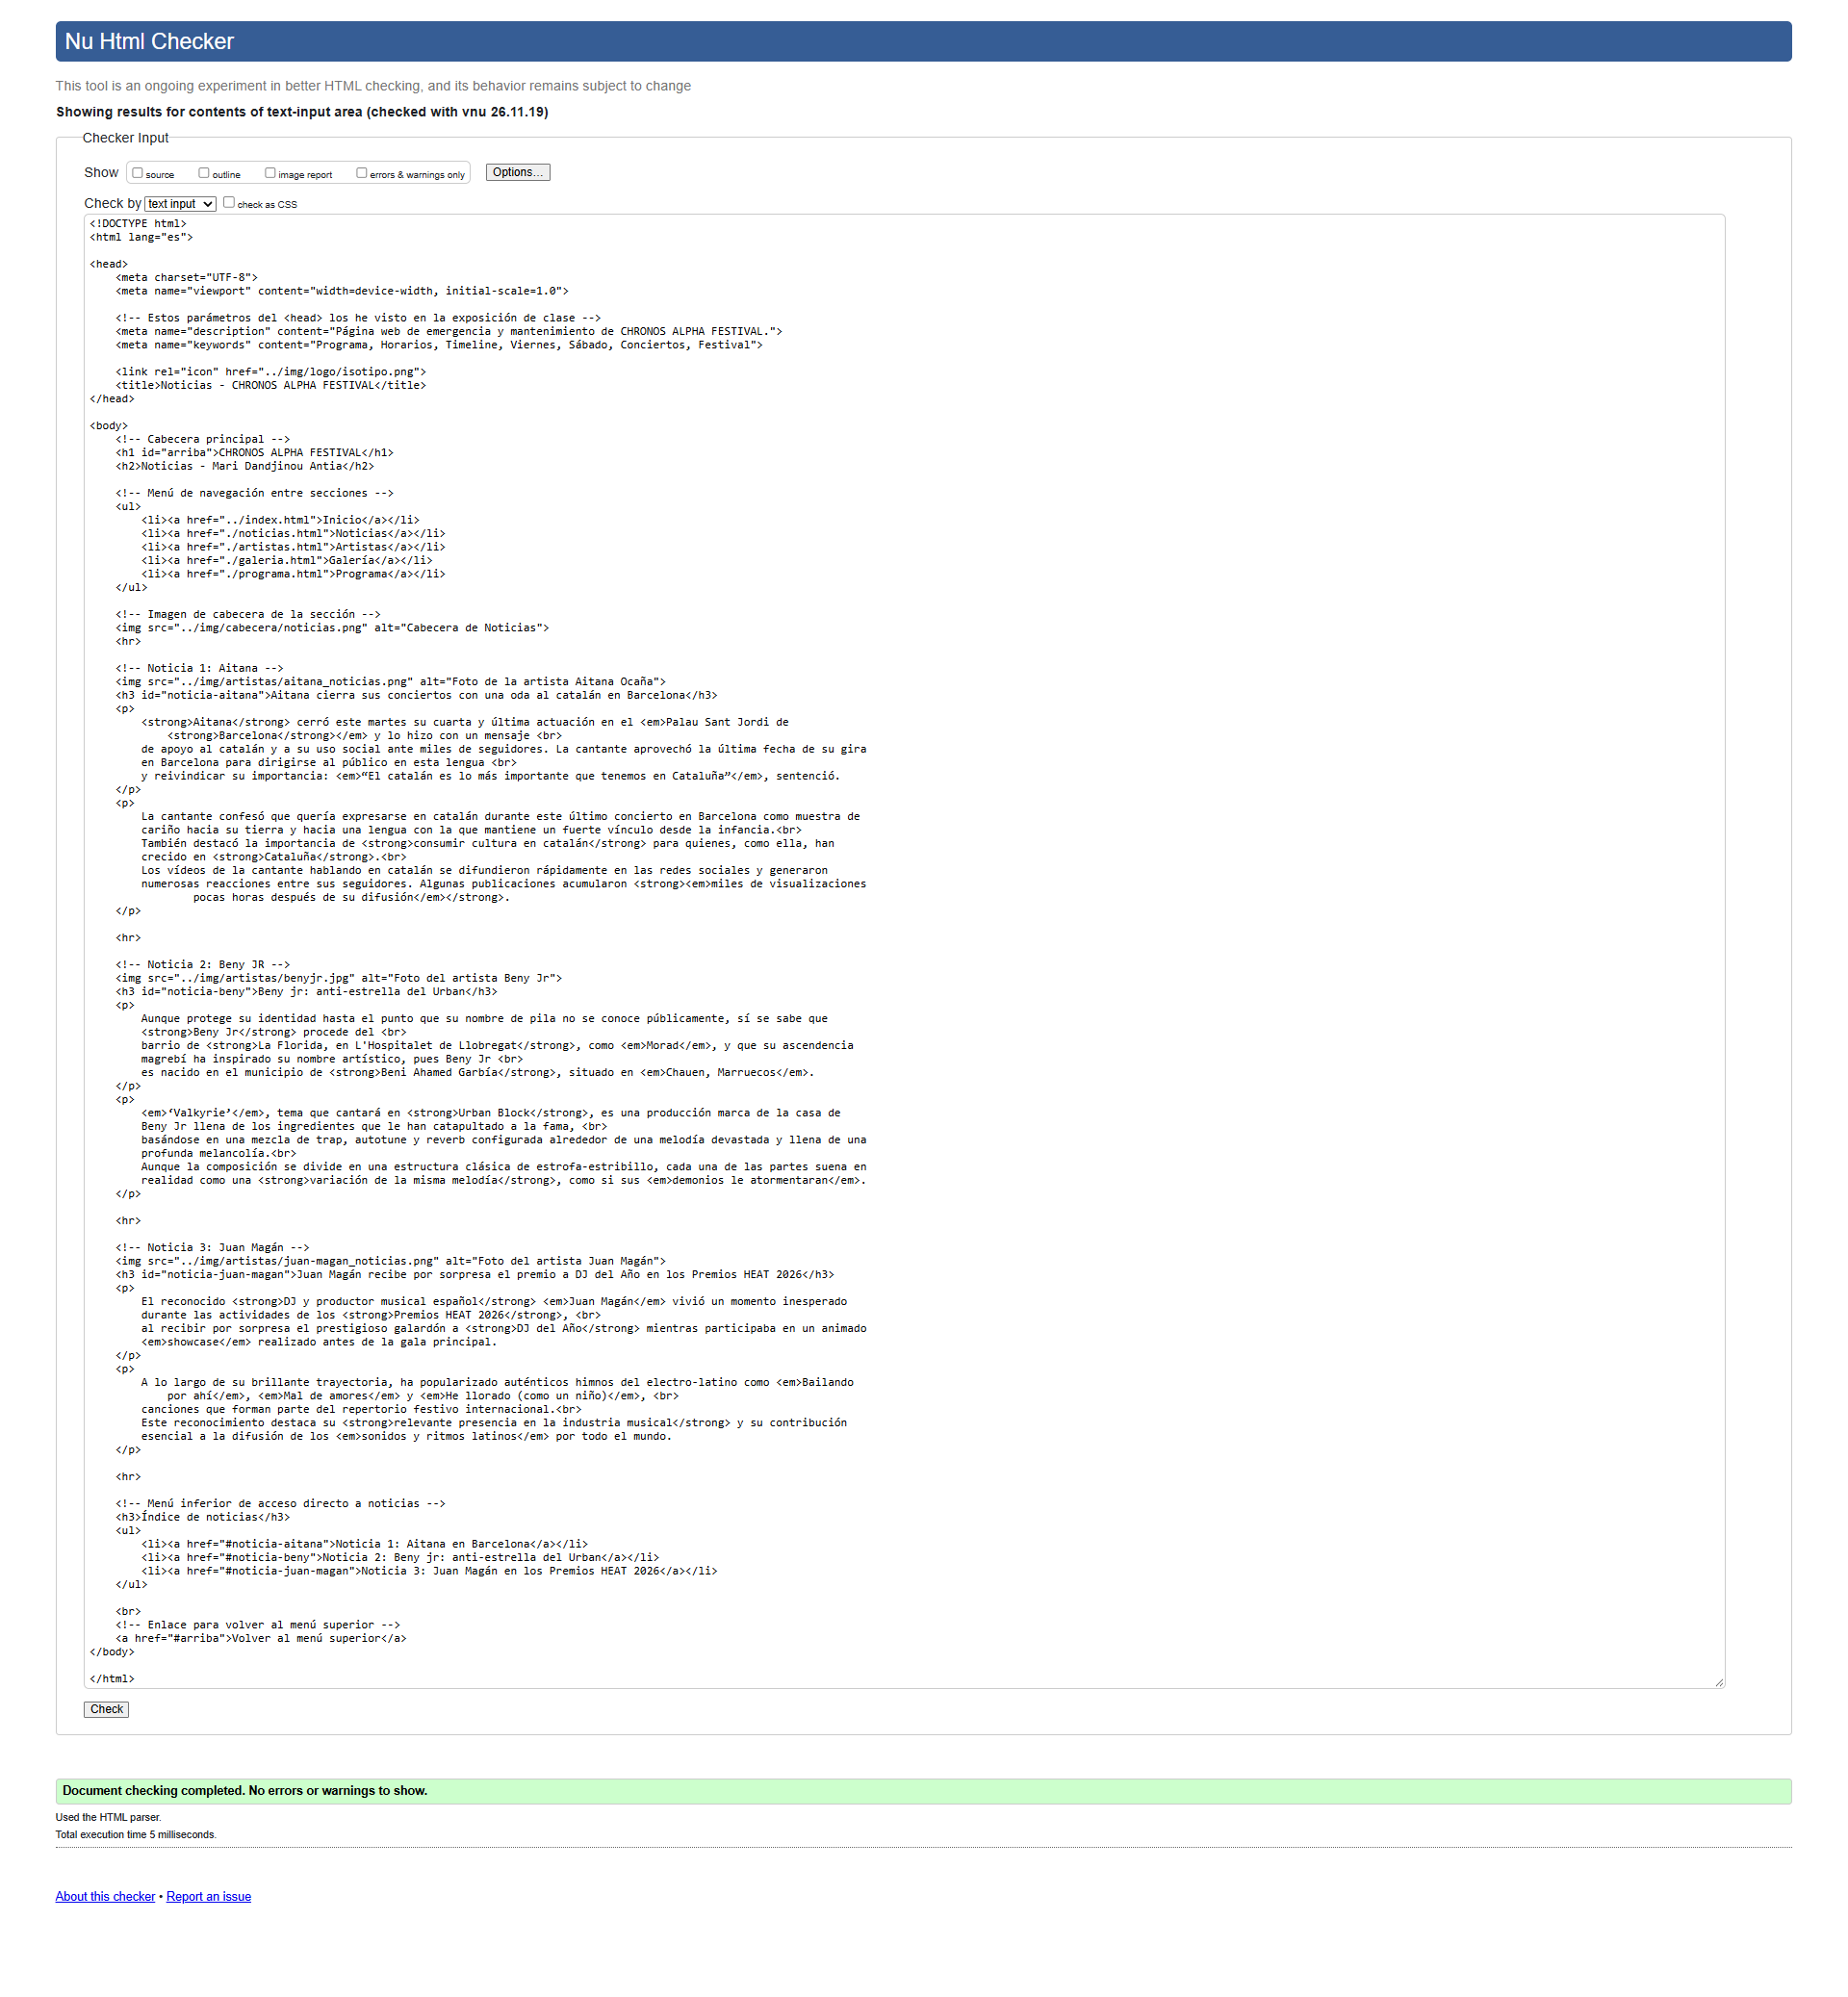 Nu Html Checker
This tool is an ongoing experiment in better HTML checking, and its behavior remains subject to change
Showing results for contents of text-input area (checked with vnu 26.11.19)
Checker Input
Show source outline image report errors & warnings only Options...
Check by text input check as CSS
<!DOCTYPE html>
<html lang="es">
<head>
<meta charset="UTF-8">
<meta name="viewport" content="width=device-width, initial-scale=1.0">
<!-- Estos parámetros del <head> los he visto en la exposición de clase -->
<meta name="description" content="Página web de emergencia y mantenimiento de CHRONOS ALPHA FESTIVAL.">
<meta name="keywords" content="Programa, Horarios, Timeline, Viernes, Sábado, Conciertos, Festival">
<link rel="icon" href="../img/logo/isotipo.png">
<title>Noticias - CHRONOS ALPHA FESTIVAL</title>
</head>
<body>
<!-- Cabecera principal -->
<h1 id="arriba">CHRONOS ALPHA FESTIVAL</h1>
<h2>Noticias - Mari Dandjinou Antia</h2>
<!-- Menú de navegación entre secciones -->
<ul>
<li><a href="../index.html">Inicio</a></li>
<li><a href="./noticias.html">Noticias</a></li>
<li><a href="./artistas.html">Artistas</a></li>
<li><a href="./galeria.html">Galería</a></li>
<li><a href="./programa.html">Programa</a></li>
</ul>
<!-- Imagen de cabecera de la sección -->
<img src="../img/cabecera/noticias.png" alt="Cabecera de Noticias">
<hr>
<!-- Noticia 1: Aitana -->
<img src="../img/artistas/aitana_noticias.png" alt="Foto de la artista Aitana Ocaña">
<h3 id="noticia-aitana">Aitana cierra sus conciertos con una oda al catalán en Barcelona</h3>
<p>
<strong>Aitana</strong> cerró este martes su cuarta y última actuación en el <em>Palau Sant Jordi de
<strong>Barcelona</strong></em> y lo hizo con un mensaje <br>
de apoyo al catalán y a su uso social ante miles de seguidores. La cantante aprovechó la última fecha de su gira
en Barcelona para dirigirse al público en esta lengua <br>
y reivindicar su importancia: <em>“El catalán es lo más importante que tenemos en Cataluña”</em>, sentenció.
</p>
<p>
La cantante confesó que quería expresarse en catalán durante este último concierto en Barcelona como muestra de
cariño hacia su tierra y hacia una lengua con la que mantiene un fuerte vínculo desde la infancia.<br>
También destacó la importancia de <strong>consumir cultura en catalán</strong> para quienes, como ella, han
crecido en <strong>Cataluña</strong>.<br>
Los vídeos de la cantante hablando en catalán se difundieron rápidamente en las redes sociales y generaron
numerosas reacciones entre sus seguidores. Algunas publicaciones acumularon <strong><em>miles de visualizaciones
pocas horas después de su difusión</em></strong>.
</p>
<hr>
<!-- Noticia 2: Beny JR -->
<img src="../img/artistas/benyjr.jpg" alt="Foto del artista Beny Jr">
<h3 id="noticia-beny">Beny jr: anti-estrella del Urban</h3>
<p>
Aunque protege su identidad hasta el punto que su nombre de pila no se conoce públicamente, sí se sabe que
<strong>Beny Jr</strong> procede del <br>
barrio de <strong>La Florida, en L'Hospitalet de Llobregat</strong>, como <em>Morad</em>, y que su ascendencia
magrebí ha inspirado su nombre artístico, pues Beny Jr <br>
es nacido en el municipio de <strong>Beni Ahamed Garbía</strong>, situado en <em>Chauen, Marruecos</em>.
</p>
<p>
<em>‘Valkyrie’</em>, tema que cantará en <strong>Urban Block</strong>, es una producción marca de la casa de
Beny Jr llena de los ingredientes que le han catapultado a la fama, <br>
basándose en una mezcla de trap, autotune y reverb configurada alrededor de una melodía devastada y llena de una
profunda melancolía.<br>
Aunque la composición se divide en una estructura clásica de estrofa-estribillo, cada una de las partes suena en
realidad como una <strong>variación de la misma melodía</strong>, como si sus <em>demonios le atormentaran</em>.
</p>
<hr>
<!-- Noticia 3: Juan Magán -->
<img src="../img/artistas/juan-magan_noticias.png" alt="Foto del artista Juan Magán">
<h3 id="noticia-juan-magan">Juan Magán recibe por sorpresa el premio a DJ del Año en los Premios HEAT 2026</h3>
<p>
El reconocido <strong>DJ y productor musical español</strong> <em>Juan Magán</em> vivió un momento inesperado
durante las actividades de los <strong>Premios HEAT 2026</strong>, <br>
al recibir por sorpresa el prestigioso galardón a <strong>DJ del Año</strong> mientras participaba en un animado
<em>showcase</em> realizado antes de la gala principal.
</p>
<p>
A lo largo de su brillante trayectoria, ha popularizado auténticos himnos del electro-latino como <em>Bailando
por ahí</em>, <em>Mal de amores</em> y <em>He llorado (como un niño)</em>, <br>
canciones que forman parte del repertorio festivo internacional.<br>
Este reconocimiento destaca su <strong>relevante presencia en la industria musical</strong> y su contribución
esencial a la difusión de los <em>sonidos y ritmos latinos</em> por todo el mundo.
</p>
<hr>
<!-- Menú inferior de acceso directo a noticias -->
<h3>Índice de noticias</h3>
<ul>
<li><a href="#noticia-aitana">Noticia 1: Aitana en Barcelona</a></li>
<li><a href="#noticia-beny">Noticia 2: Beny jr: anti-estrella del Urban</a></li>
<li><a href="#noticia-juan-magan">Noticia 3: Juan Magán en los Premios HEAT 2026</a></li>
</ul>
<br>
<!-- Enlace para volver al menú superior -->
<a href="#arriba">Volver al menú superior</a>
</body>
</html>
Check
Document checking completed. No errors or warnings to show.
Used the HTML parser.
Total execution time 5 milliseconds.
About this checker • Report an issue